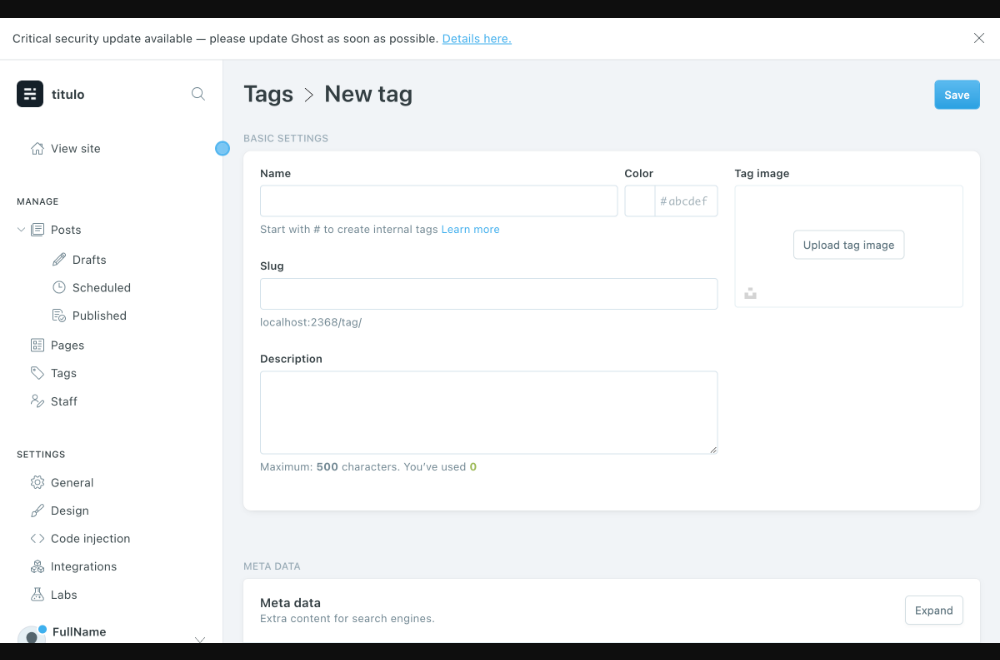 Critical security update available — please update Ghost as soon as possible. Details here.
titulo
View site
MANAGE
Posts
Drafts
Scheduled
Published
Pages
Tags
Staff
SETTINGS
General
Design
Code injection
Integrations
Labs
FullName
Tags > New tag
Save
BASIC SETTINGS
Name
Start with # to create internal tags Learn more
Color
#abcdef
Tag image
Upload tag image
Slug
localhost:2368/tag/
Description
Maximum: 500 characters. You've used 0
META DATA
Meta data
Extra content for search engines.
Expand